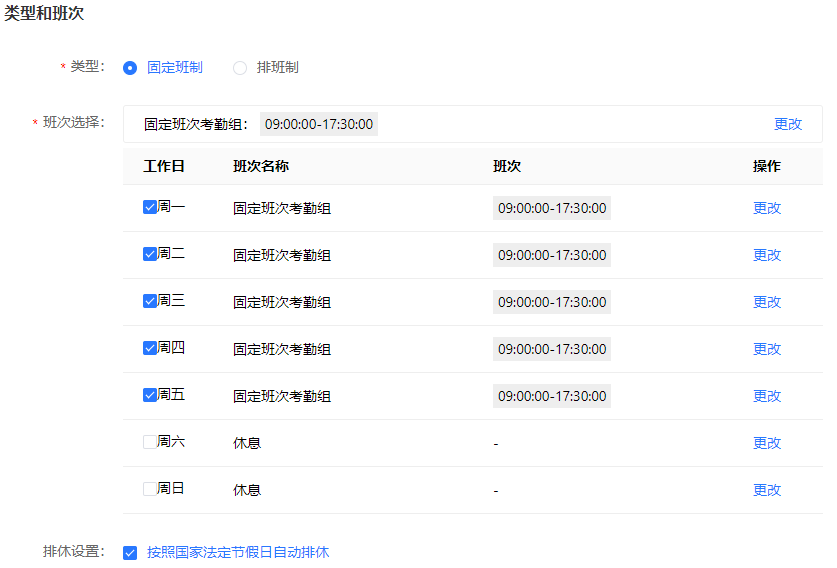 类型和班次
* 类型: 固定班制 排班制
* 班次选择: 固定班次考勤组: 09:00:00-17:30:00 更改
工作日 班次名称 班次 操作
周一 固定班次考勤组 09:00:00-17:30:00 更改
周二 固定班次考勤组 09:00:00-17:30:00 更改
周三 固定班次考勤组 09:00:00-17:30:00 更改
周四 固定班次考勤组 09:00:00-17:30:00 更改
周五 固定班次考勤组 09:00:00-17:30:00 更改
周六 休息 - 更改
周日 休息 - 更改
排休设置: 按照国家法定节假日自动排休